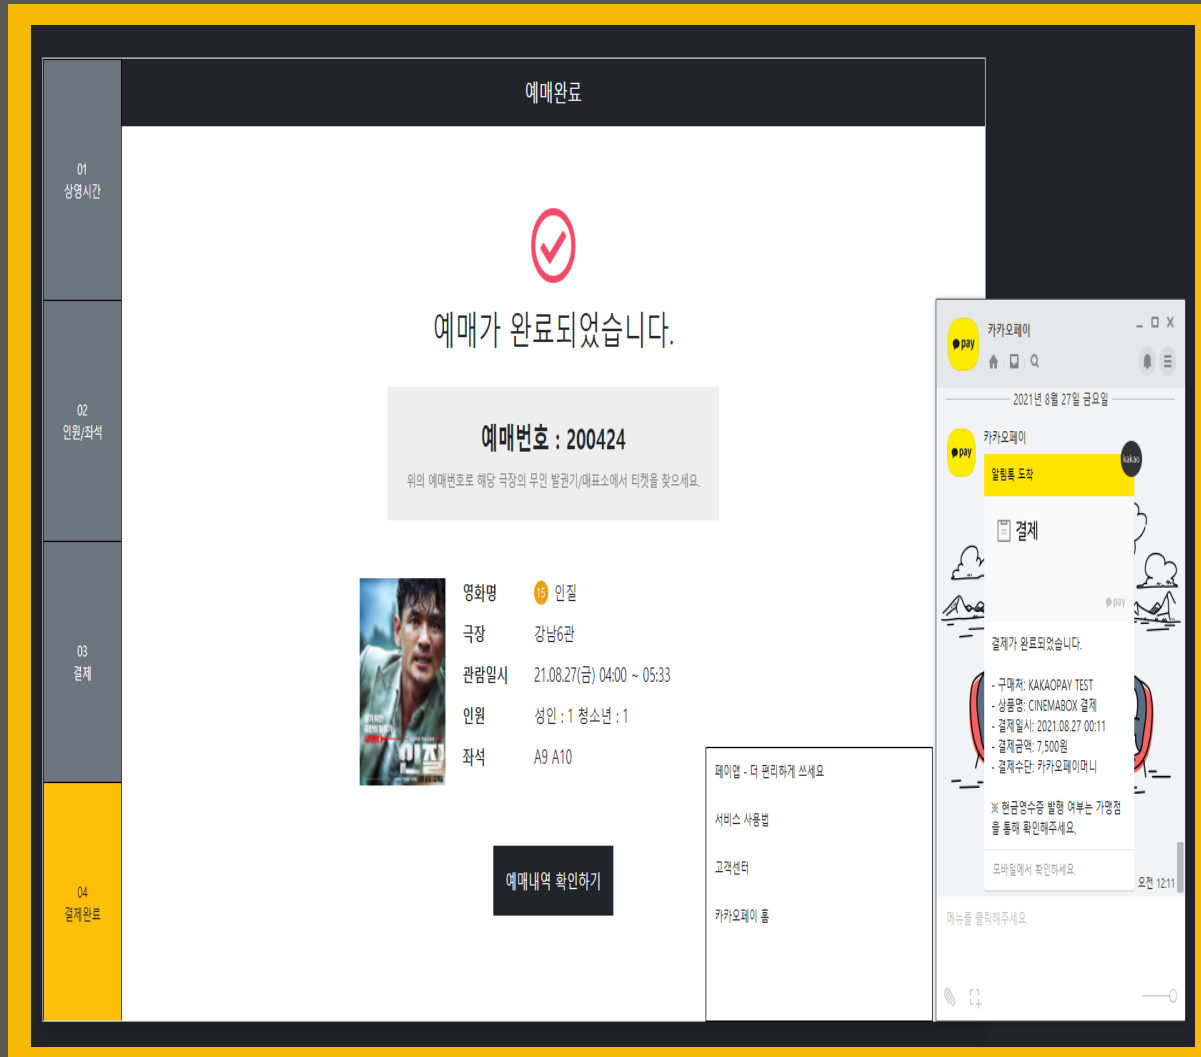 예매완료
01
상영시간
02
인원/좌석
03
결제
04
결제완료
예매가 완료되었습니다.
예매번호 : 200424
위의 예매번호로 해당 극장의 무인 발권기/매표소에서 티켓을 찾으세요.
영화명 15 인질
극장 강남6관
관람일시 21.08.27(금) 04:00 ~ 05:33
인원 성인 : 1 청소년 : 1
좌석 A9 A10
인질
예매내역 확인하기
페이앱 - 더 편리하게 쓰세요
서비스 사용법
고객센터
카카오페이 홈
pay
카카오페이
2021년 8월 27일 금요일
pay
카카오페이
kakao
알림톡 도착
결제
pay
결제가 완료되었습니다.
- 구매처: KAKAOPAY TEST
- 상품명: CINEMABOX 결제
- 결제일시: 2021.08.27 00:11
- 결제금액: 7,500원
- 결제수단: 카카오페이머니
※ 현금영수증 발행 여부는 가맹점
을 통해 확인해주세요.
모바일에서 확인하세요.
오전 12:11
메뉴를 클릭해주세요.